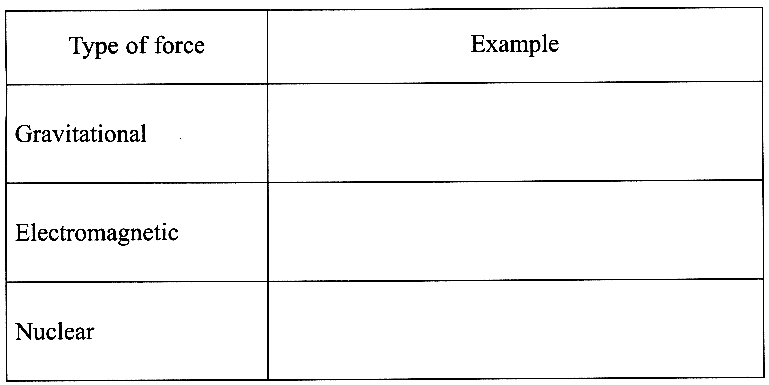 Type of force
Example
Gravitational
Electromagnetic
Nuclear